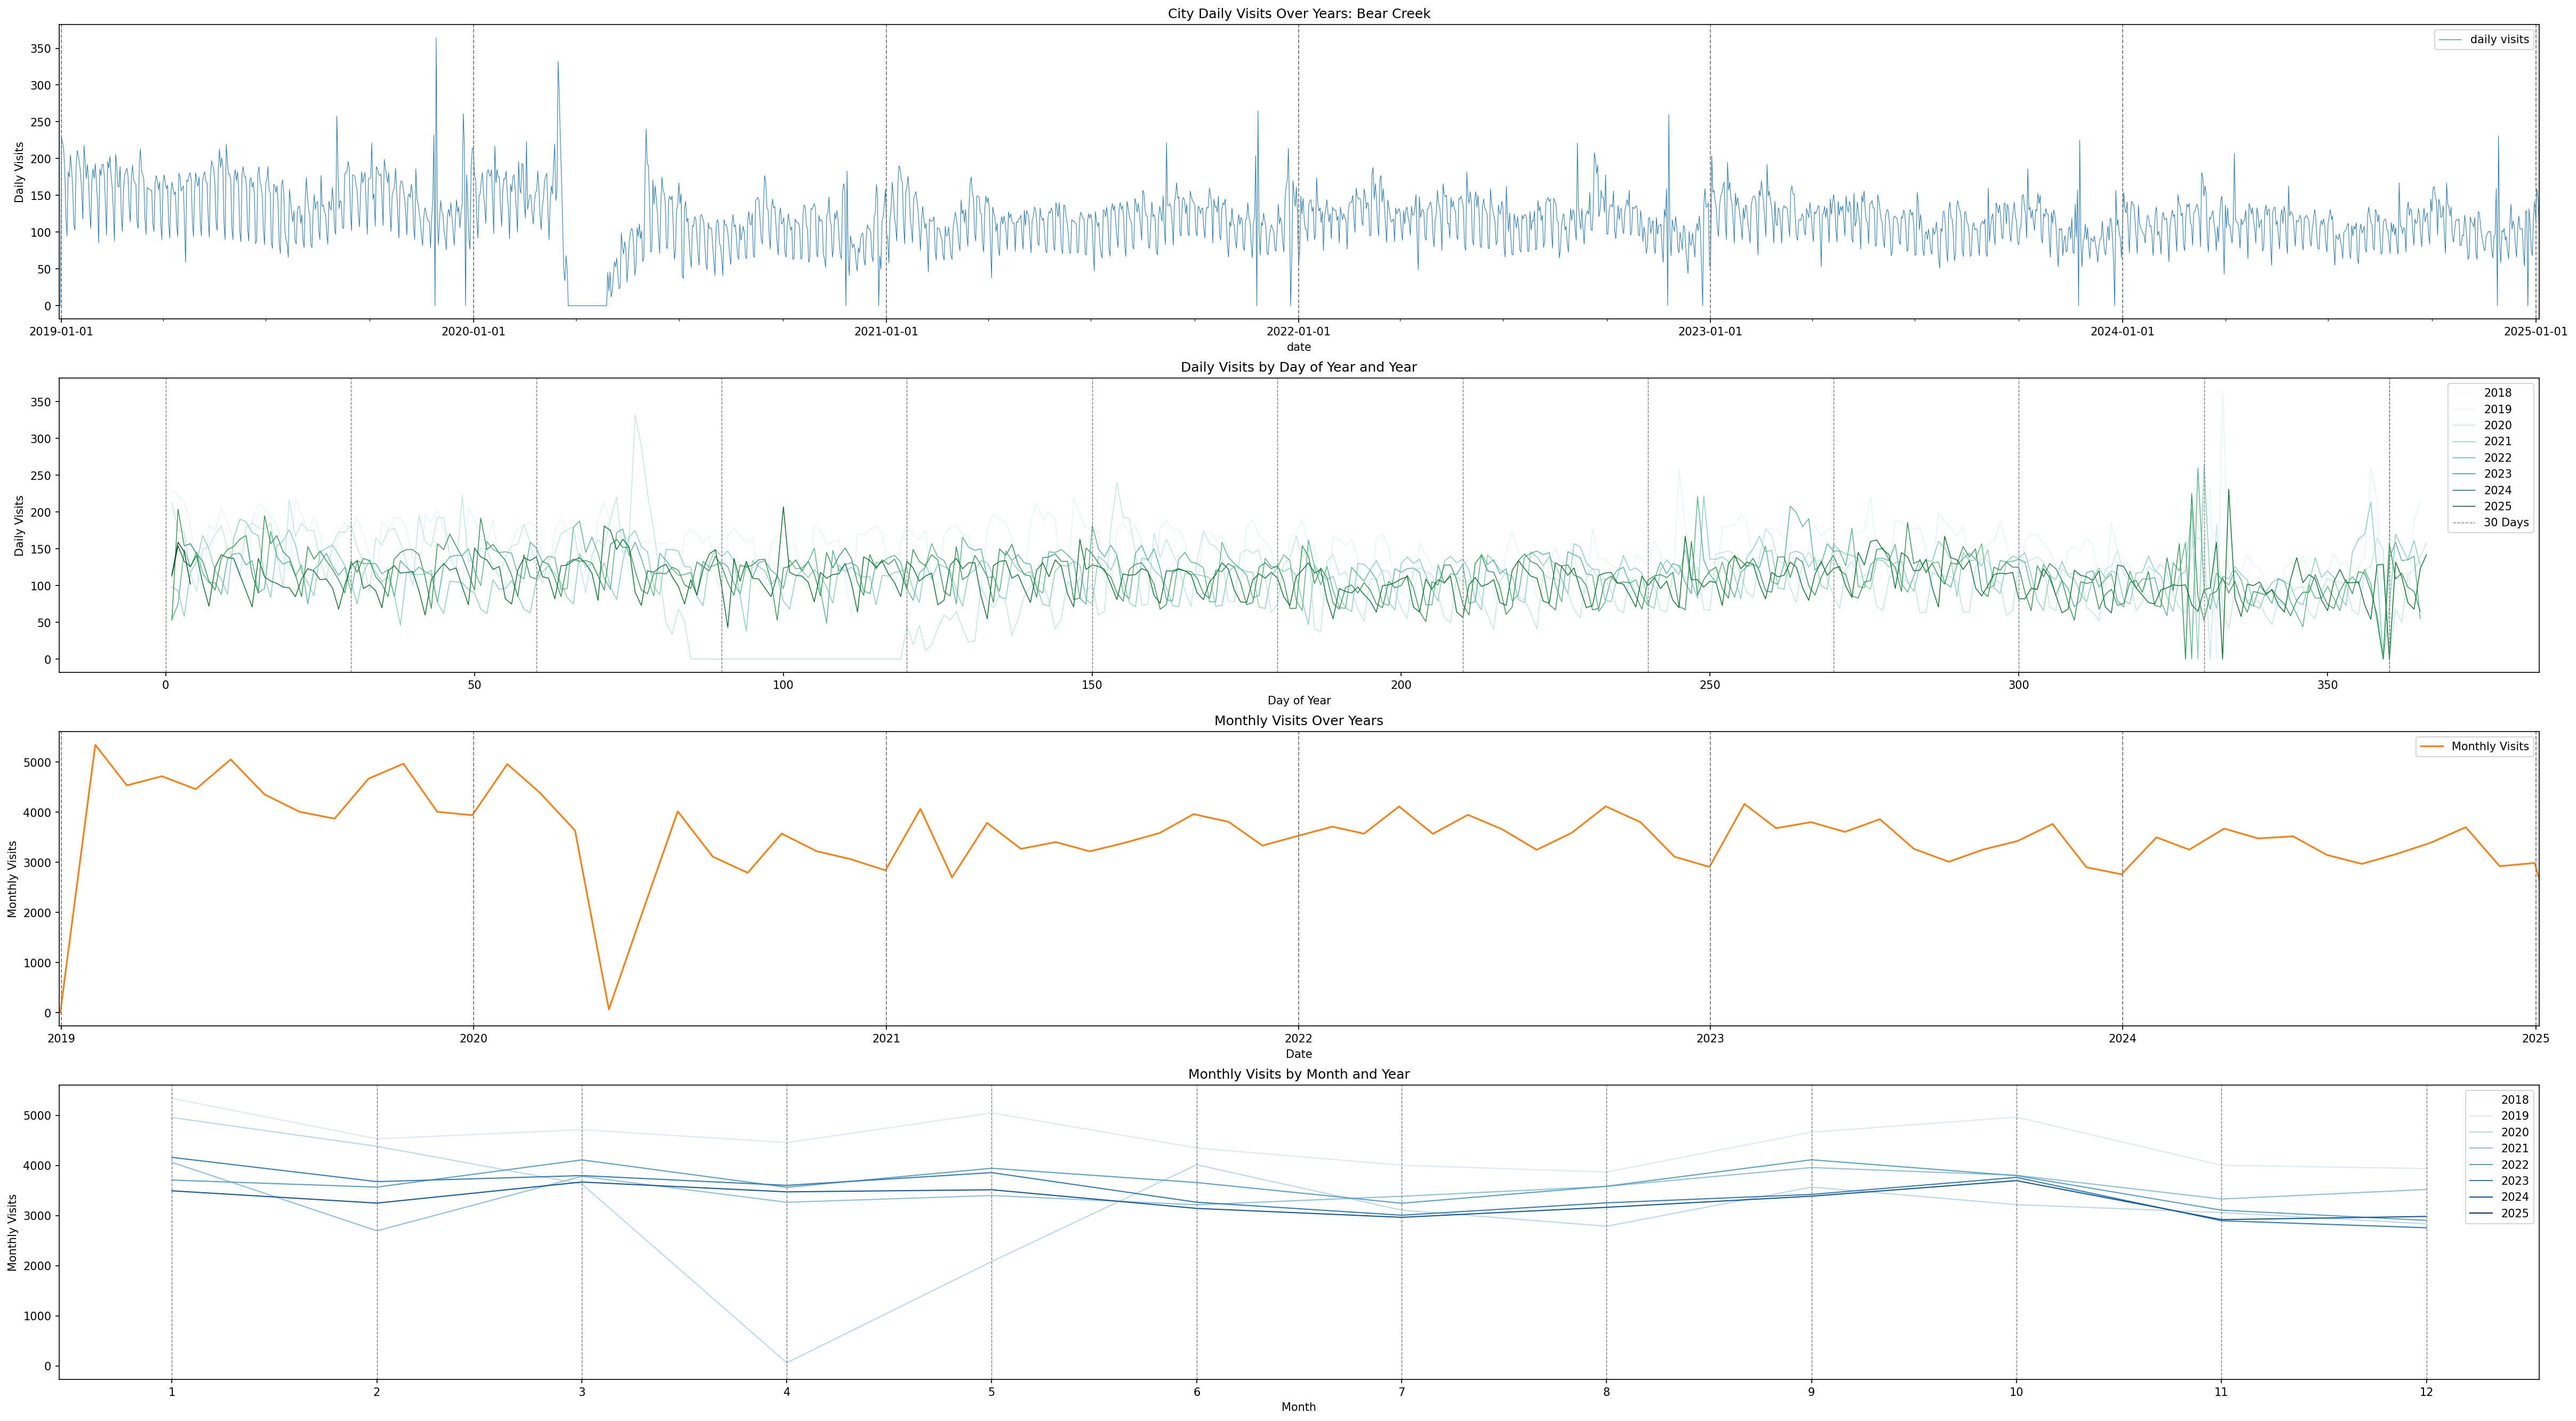 City Daily Visits Over Years: Bear Creek
daily visits
Daily Visits
350
300
250
200
150
100
50
0
2019-01-01 2020-01-01 2021-01-01 2022-01-01 2023-01-01 2024-01-01 2025-01-01
date
Daily Visits by Day of Year and Year
2018
2019
2020
2021
2022
2023
2024
2025
30 Days
Daily Visits
350
300
250
200
150
100
50
0
0 50 100 150 200 250 300 350
Day of Year
Monthly Visits Over Years
Monthly Visits
Monthly Visits
5000
4000
3000
2000
1000
0
2019 2020 2021 2022 2023 2024 2025
Date
Monthly Visits by Month and Year
2018
2019
2020
2021
2022
2023
2024
2025
Monthly Visits
5000
4000
3000
2000
1000
0
1 2 3 4 5 6 7 8 9 10 11 12
Month